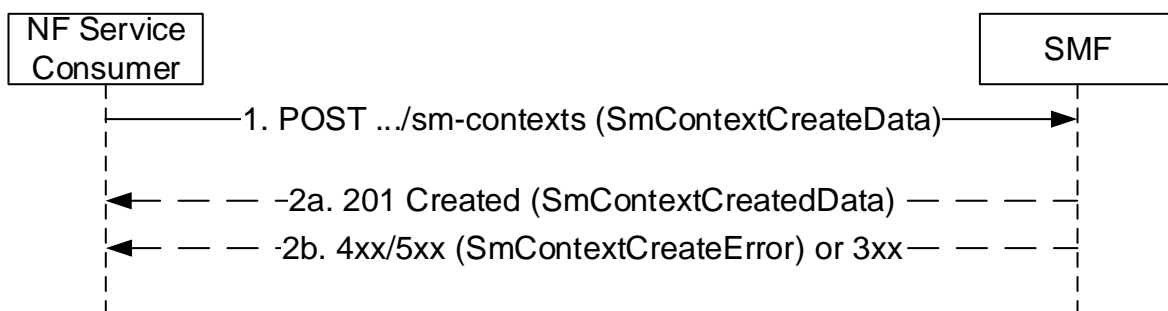 NF Service
Consumer
SMF
1. POST .../sm-contexts (SmContextCreateData)
2a. 201 Created (SmContextCreatedData)
2b. 4xx/5xx (SmContextCreateError) or 3xx